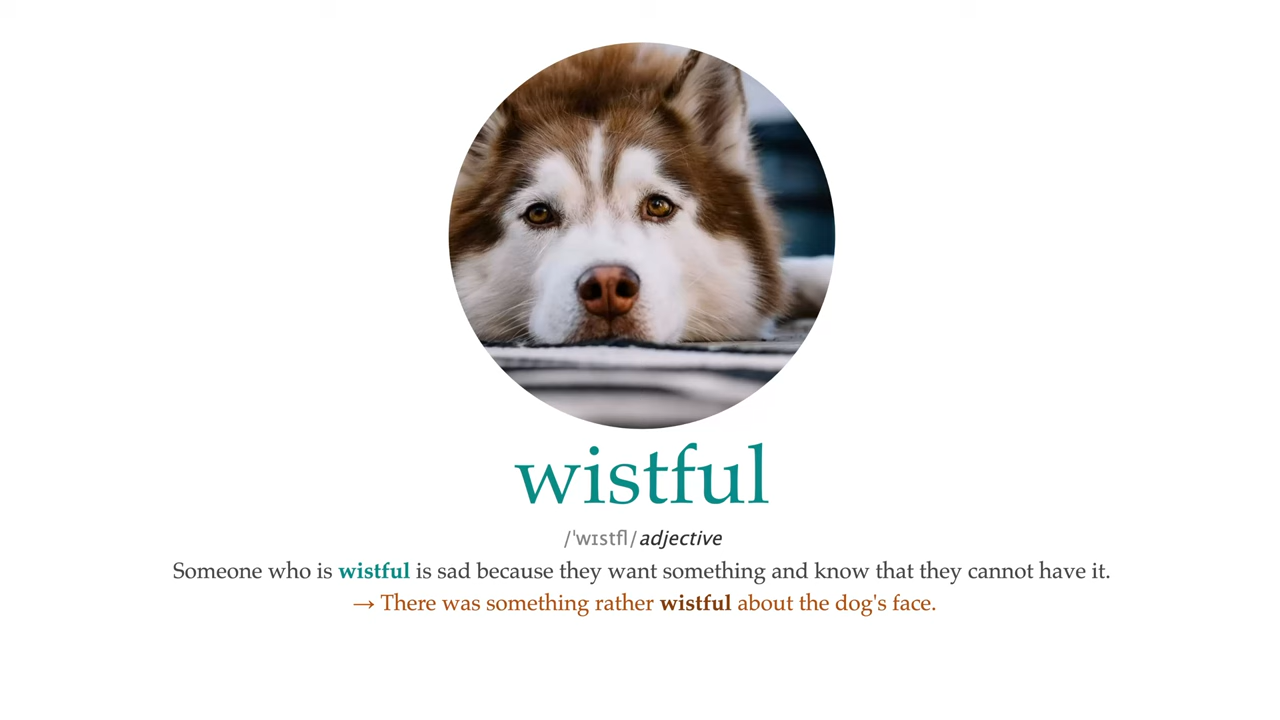 wistful
/ˈwɪstfl/ adjective
Someone who is wistful is sad because they want something and know that they cannot have it.
→ There was something rather wistful about the dog's face.